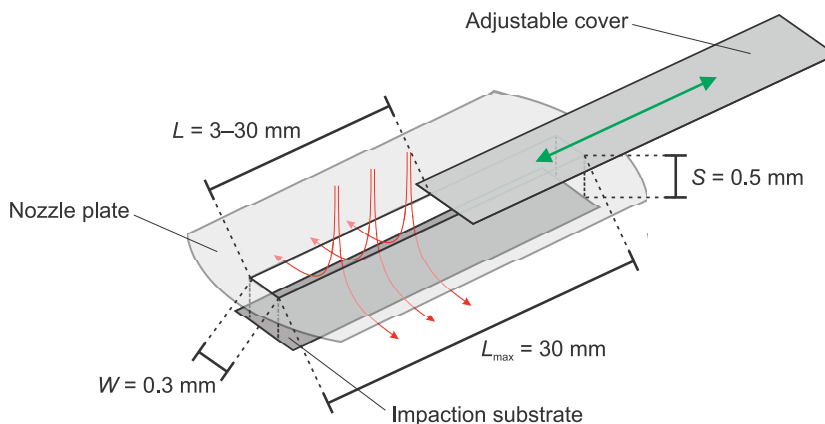 Adjustable cover
L = 3–30 mm
S = 0.5 mm
Nozzle plate
Lmax = 30 mm
W = 0.3 mm
Impaction substrate